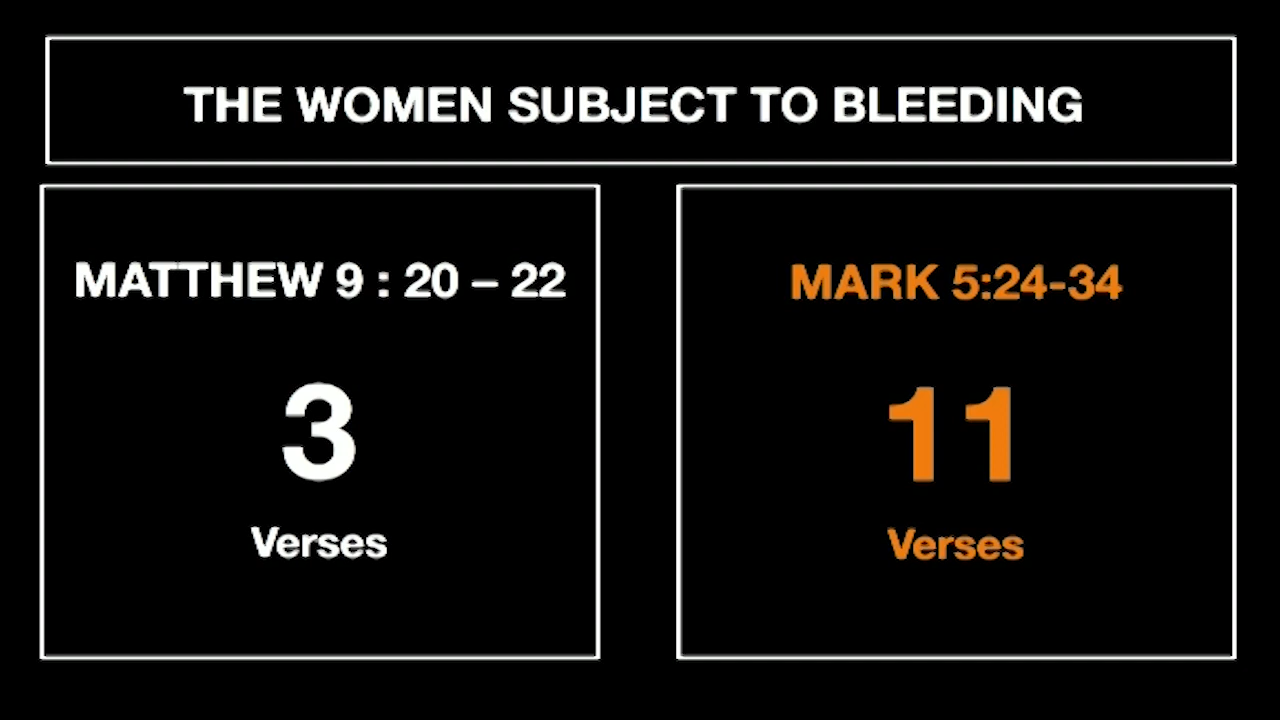 THE WOMEN SUBJECT TO BLEEDING
MATTHEW 9 : 20 – 22
3
Verses
MARK 5:24-34
11
Verses